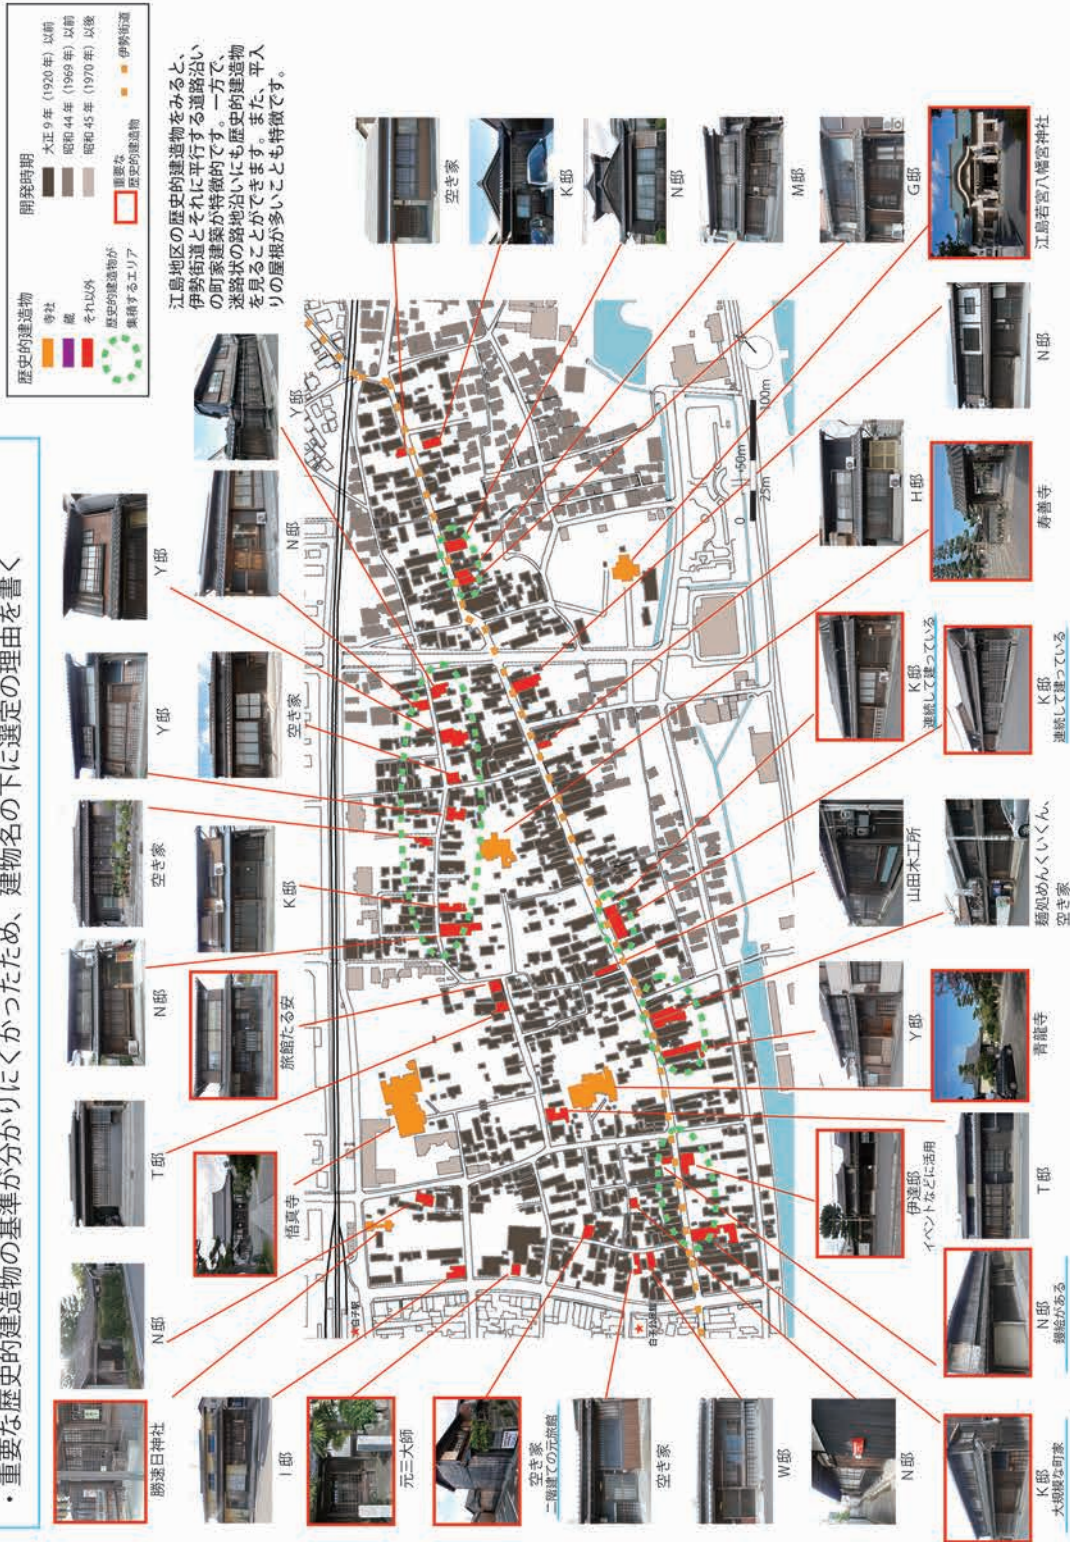 ・重要な歴史的建造物の基準が分かりにくかったため、建物名の下に選定の理由を書く
歴史的建造物
寺社
蔵
それ以外
歴史的建造物が
集積するエリア
開発時期
大正9年（1920年）以前
昭和44年（1969年）以前
昭和45年（1970年）以後
重要な
歴史的建造物
伊勢街道
江島地区の歴史的建造物をみると、
伊勢街道とそれに平行する道路沿い
の町家建築が特徴的です。一方で、
迷路状の路地沿いにも歴史的建造物
を見ることができます。また、平入
りの屋根が多いことも特徴です。
勝速日神社
N邸
T邸
N邸
空き家
Y邸
Y邸
I邸
悟真寺
旅館たる安
K邸
空き家
N邸
Y邸
元三大師
空き家
二階建ての元旅館
空き家
W邸
N邸
K邸
大規模な町家
N邸
鏝絵がある
伊達邸
イベントなどに活用
T邸
Y邸
青龍寺
山田木工所
麺処めんくいくん、
空き家
K邸
連続して建っている
K邸
連続して建っている
H邸
寿善寺
N邸
空き家
K邸
N邸
M邸
G邸
江島若宮八幡宮神社
0
25m
50m
100m